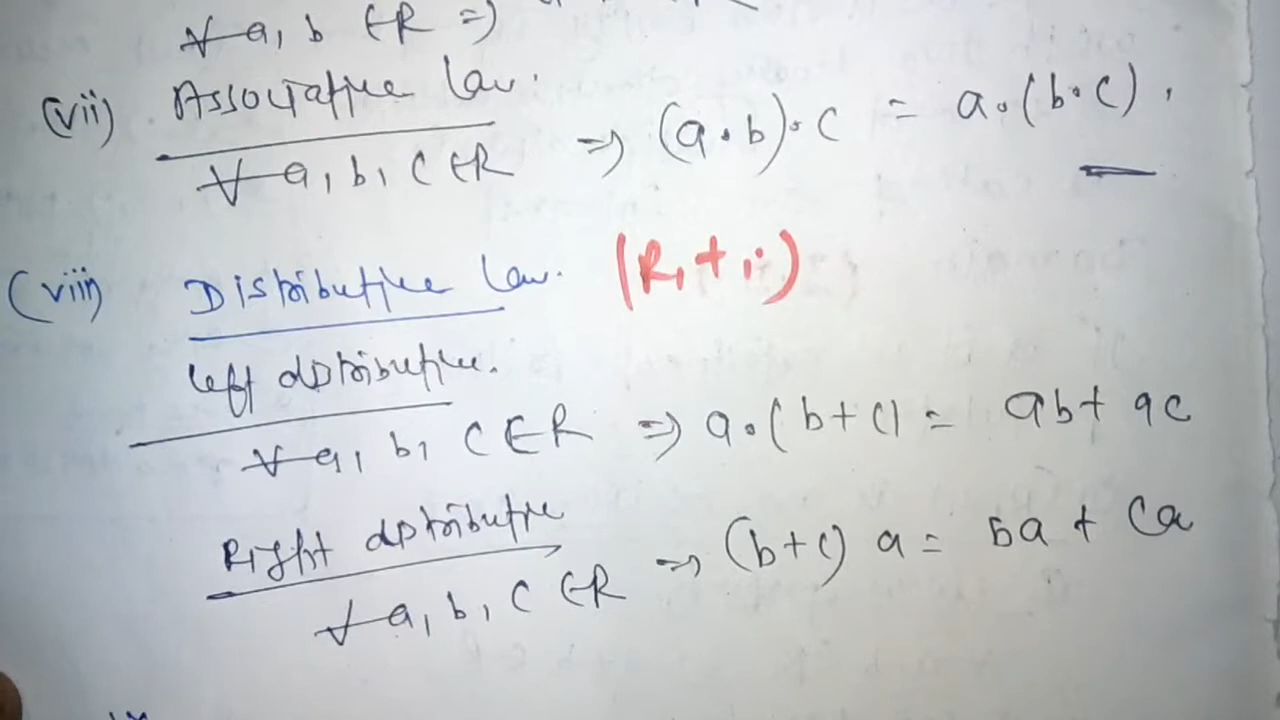 ∀ a, b ∈ R ⇒
(vii) Associative law.
∀ a, b, c ∈ R ⇒ (a·b)·c = a·(b·c).
(viii) Distributive law. (R, +, ·)
left distributive.
∀ a, b, c ∈ R ⇒ a·(b+c) = ab + ac
Right distributive
∀ a, b, c ∈ R ⇒ (b+c) a = ba + ca